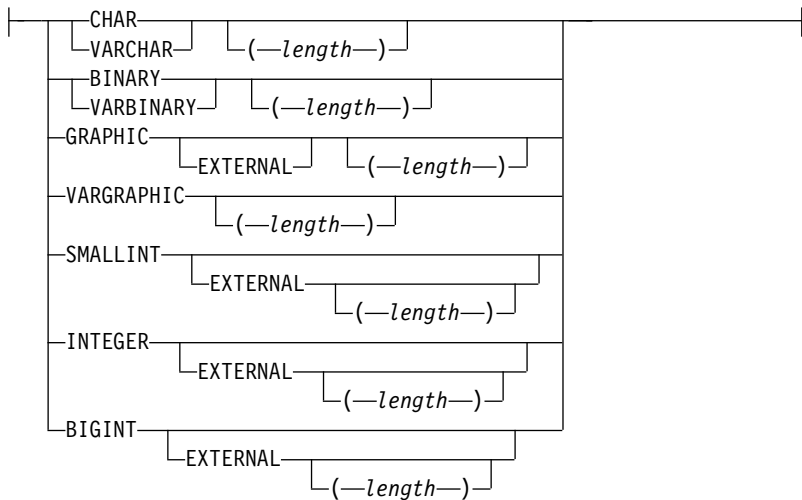 CHAR
VARCHAR (length)
BINARY
VARBINARY (length)
GRAPHIC
EXTERNAL (length)
VARGRAPHIC
(length)
SMALLINT
EXTERNAL
(length)
INTEGER
EXTERNAL
(length)
BIGINT
EXTERNAL
(length)